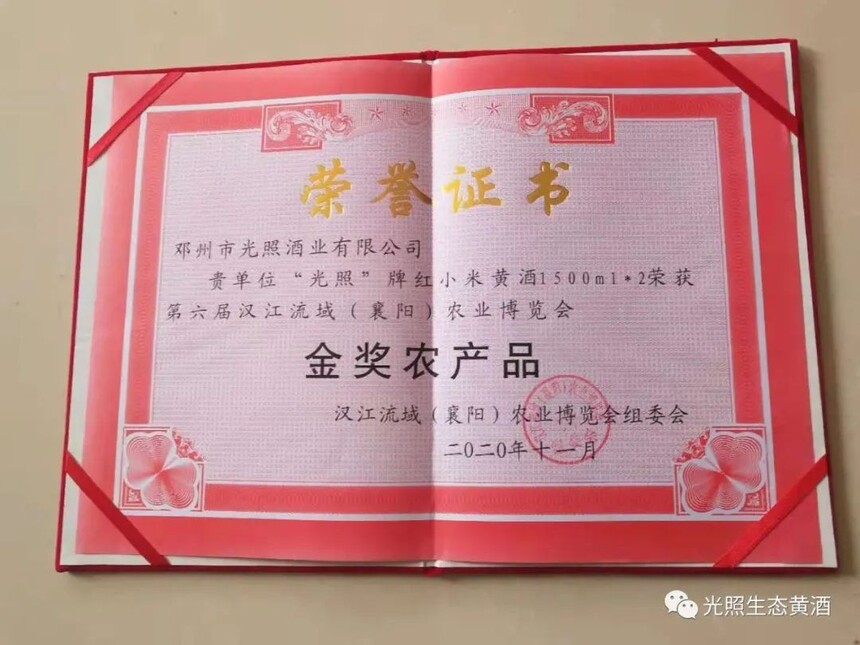 荣誉证书
邓州市光照酒业有限公司
贵单位“光照”牌红小米黄酒1500ml*2荣获
第六届汉江流域（襄阳）农业博览会
金奖农产品
汉江流域（襄阳）农业博览会组委会
二〇二〇年十一月
光照生态黄酒